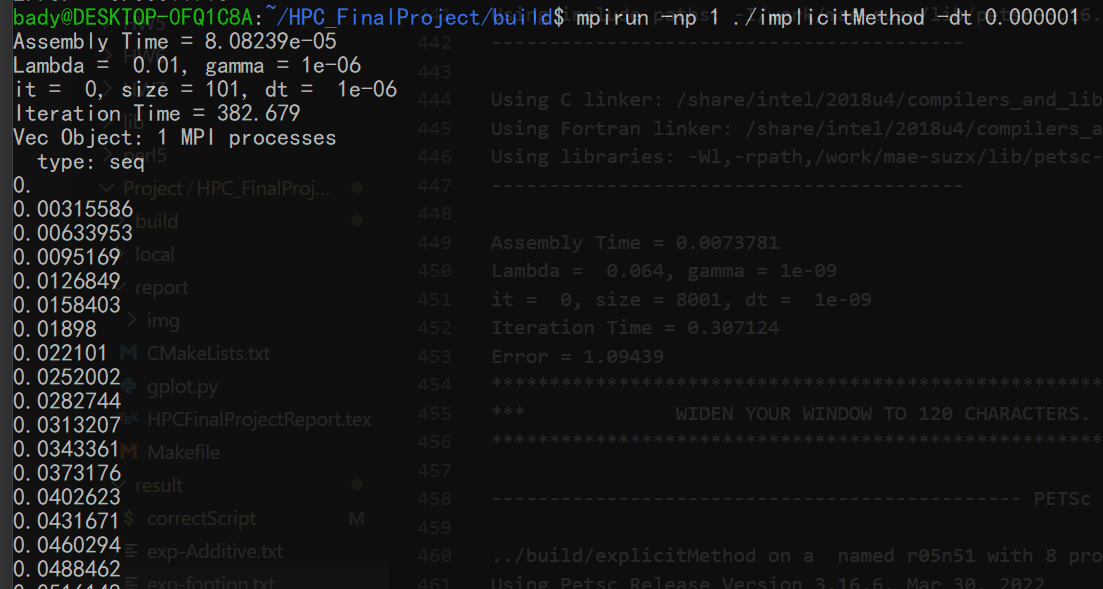 bady@DESKTOP-OFQ1C8A:~/HPC_FinalProject/build$ mpirun -np 1 ./implicitMethod -dt 0.000001
Assembly Time = 8.08239e-05
Lambda =  0.01, gamma = 1e-06
it =  0, size = 101, dt =  1e-06
Iteration Time = 382.679
Vec Object: 1 MPI processes
  type: seq
0.
0.00315586
0.00633953
0.0095169
0.0126849
0.0158403
0.01898
0.022101
0.0252002
0.0282744
0.0313207
0.0343361
0.0373176
0.0402623
0.0431671
0.0460294
0.0488462
Project / HPC_FinalProj...
build
local
report
img
CMakeLists.txt
gplot.py
HPCFinalProjectReport.tex
Makefile
result
correctScript M
exp-Additive.txt
exp-foption.txt
442 ----------------------------------------
443
444 Using C linker: /share/intel/2018u4/compilers_and_lib
445 Using Fortran linker: /share/intel/2018u4/compilers_a
446 Using libraries: -Wl,-rpath,/work/mae-suzx/lib/petsc-
447 ----------------------------------------
448
449 Assembly Time = 0.0073781
450 Lambda =  0.064, gamma = 1e-09
451 it =  0, size = 8001, dt =  1e-09
452 Iteration Time = 0.307124
453 Error = 1.09439
454 *****************************************************
455 ***                WIDEN YOUR WINDOW TO 120 CHARACTERS.
456 *****************************************************
457
458 --------------------------------------------- PETSc
459
460 ../build/explicitMethod on a  named r05n51 with 8 pro
461 Using Petsc Release Version 3.16.6, Mar 30, 2022